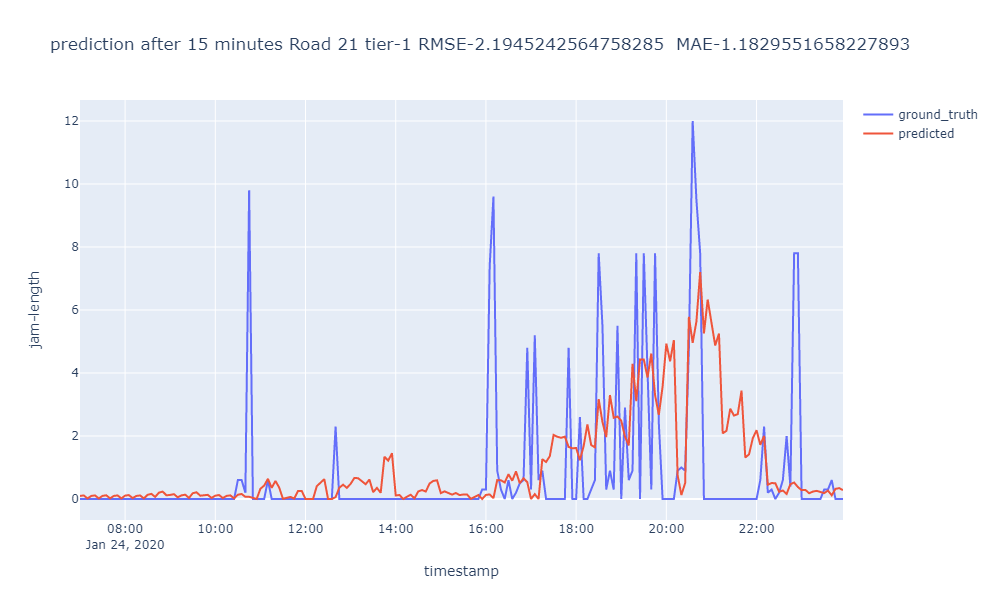 prediction after 15 minutes Road 21 tier-1 RMSE-2.1945242564758285  MAE-1.1829551658227893
ground_truth
predicted
12
10
8
6
4
2
0
jam-length
08:00 10:00 12:00 14:00 16:00 18:00 20:00 22:00
Jan 24, 2020
timestamp